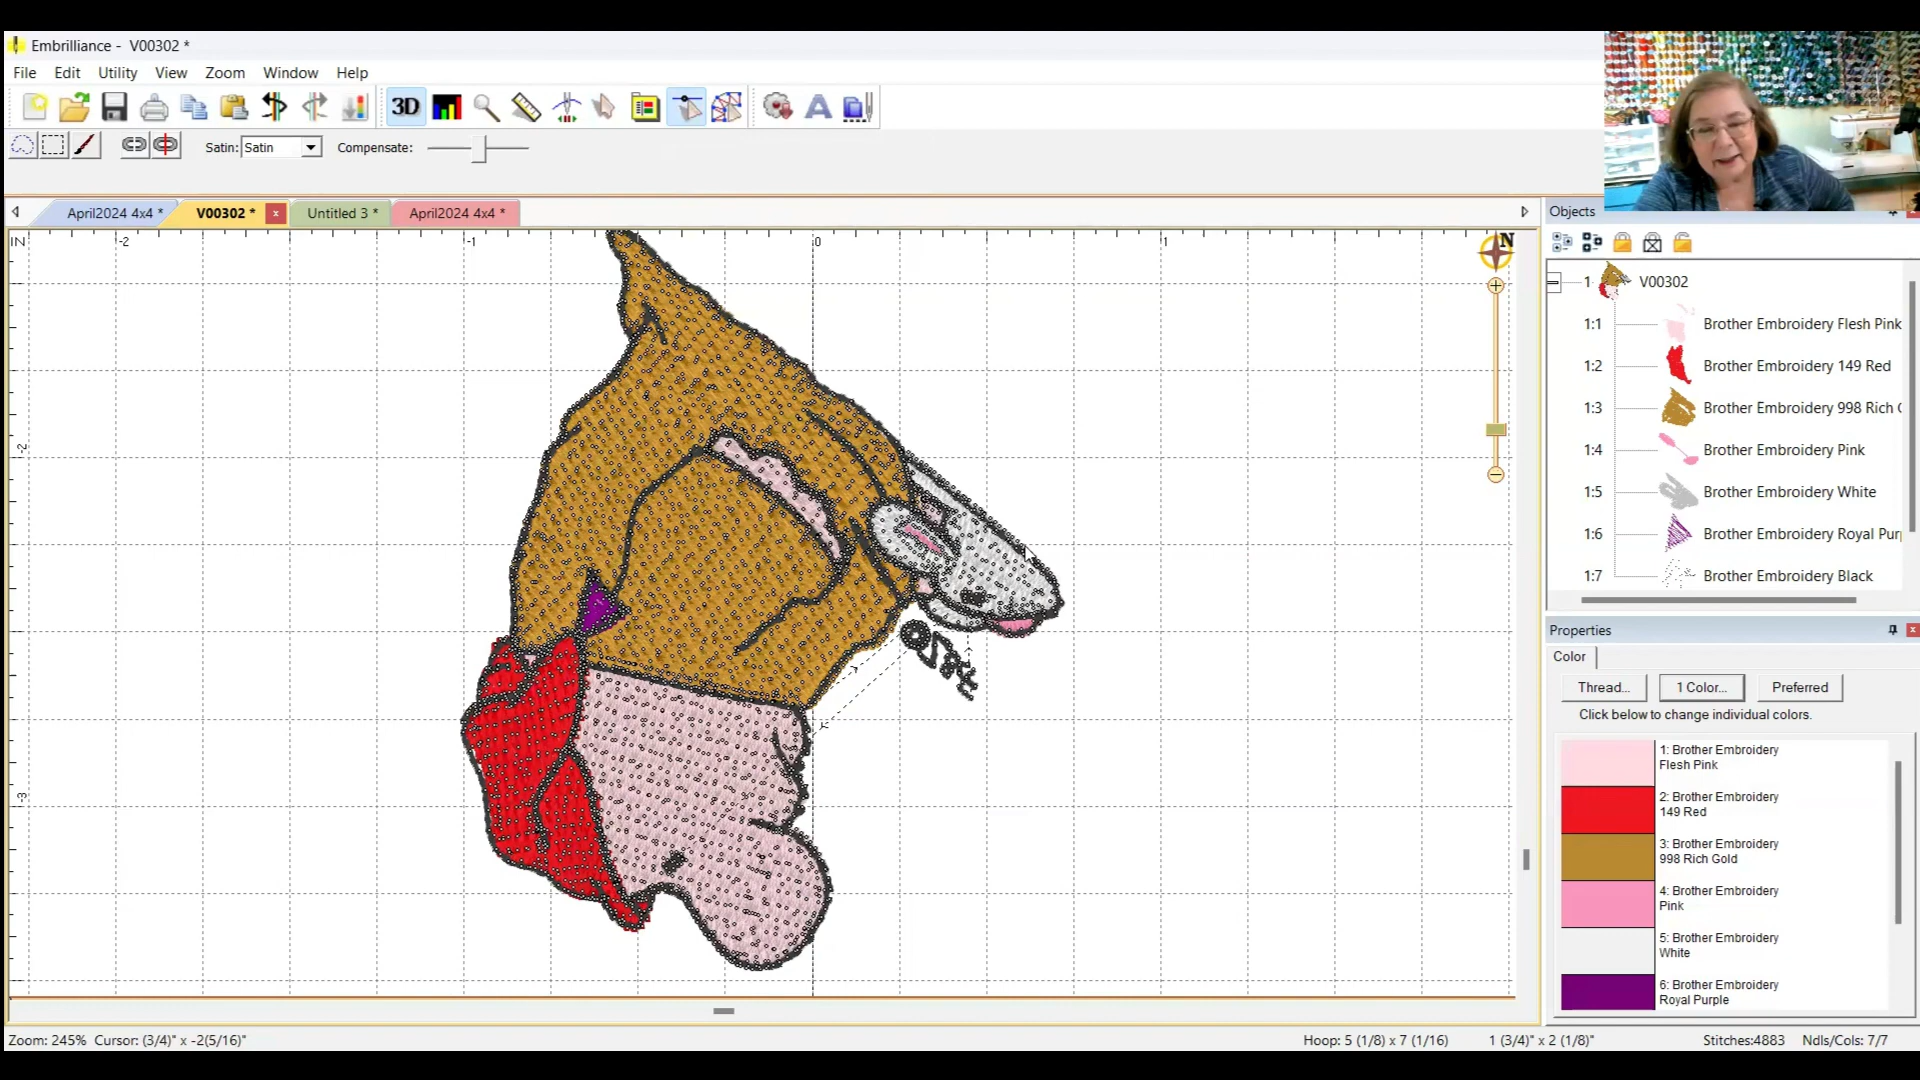 Embrilliance - V00302 *
File Edit Utility View Zoom Window Help
3D
Satin: Satin Compensate:
April2024 4x4 * V00302 * x Untitled 3 * April2024 4x4 *
IN -2 -1 0 1
N
-2
-3
Objects
1 V00302
1:1 Brother Embroidery Flesh Pink
1:2 Brother Embroidery 149 Red
1:3 Brother Embroidery 998 Rich
1:4 Brother Embroidery Pink
1:5 Brother Embroidery White
1:6 Brother Embroidery Royal Pur
1:7 Brother Embroidery Black
Properties
Color
Thread... 1 Color... Preferred
Click below to change individual colors.
1: Brother Embroidery
Flesh Pink
2: Brother Embroidery
149 Red
3: Brother Embroidery
998 Rich Gold
4: Brother Embroidery
Pink
5: Brother Embroidery
White
6: Brother Embroidery
Royal Purple
Zoom: 245% Cursor: (3/4)" x -2(5/16)" Hoop: 5 (1/8) x 7 (1/16) 1 (3/4)" x 2 (1/8)" Stitches:4883 Ndls/Cols: 7/7